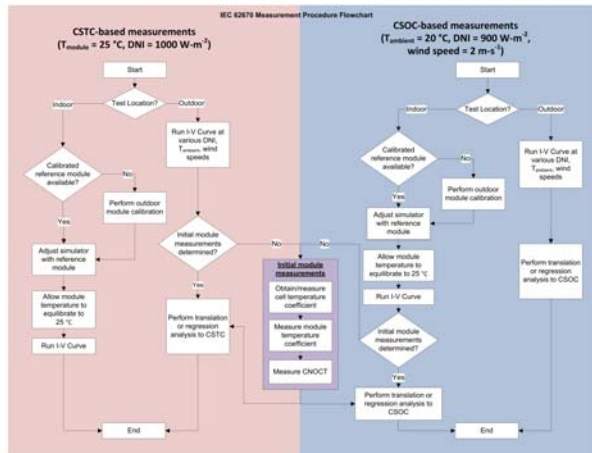 IEC 62670 Measurement Procedure Flowchart
CSTC-based measurements
(Tmodule = 25 °C, DNI = 1000 W-m-2)
Start
Test Location?
Indoor
Outdoor
Run I-V Curve at
various DNI,
Tambient, wind
speeds
Calibrated
reference module
available?
No
Perform outdoor
module calibration
Yes
Adjust simulator
with reference
module
Initial module
measurements
determined?
No
Allow module
temperature to
equilibrate to
25 °C
Yes
Run I-V Curve
Perform translation
or regression
analysis to CSTC
End
Initial module
measurements
Obtain/measure
cell temperature
coefficient
Measure module
temperature
coefficient
Measure CNOCT
CSOC-based measurements
(Tambient = 20 °C, DNI = 900 W-m-2,
wind speed = 2 m-s-1)
Start
Test Location?
Indoor
Outdoor
Run I-V Curve at
various DNI,
Tambient, wind
speeds
Calibrated
reference module
available?
No
Perform outdoor
module calibration
Yes
Adjust simulator
with reference
module
Allow module
temperature to
equilibrate to 25 °C
Run I-V Curve
Perform translation
or regression
analysis to CSOC
No
Initial module
measurements
determined?
Yes
Perform translation or
regression analysis to
CSOC
End